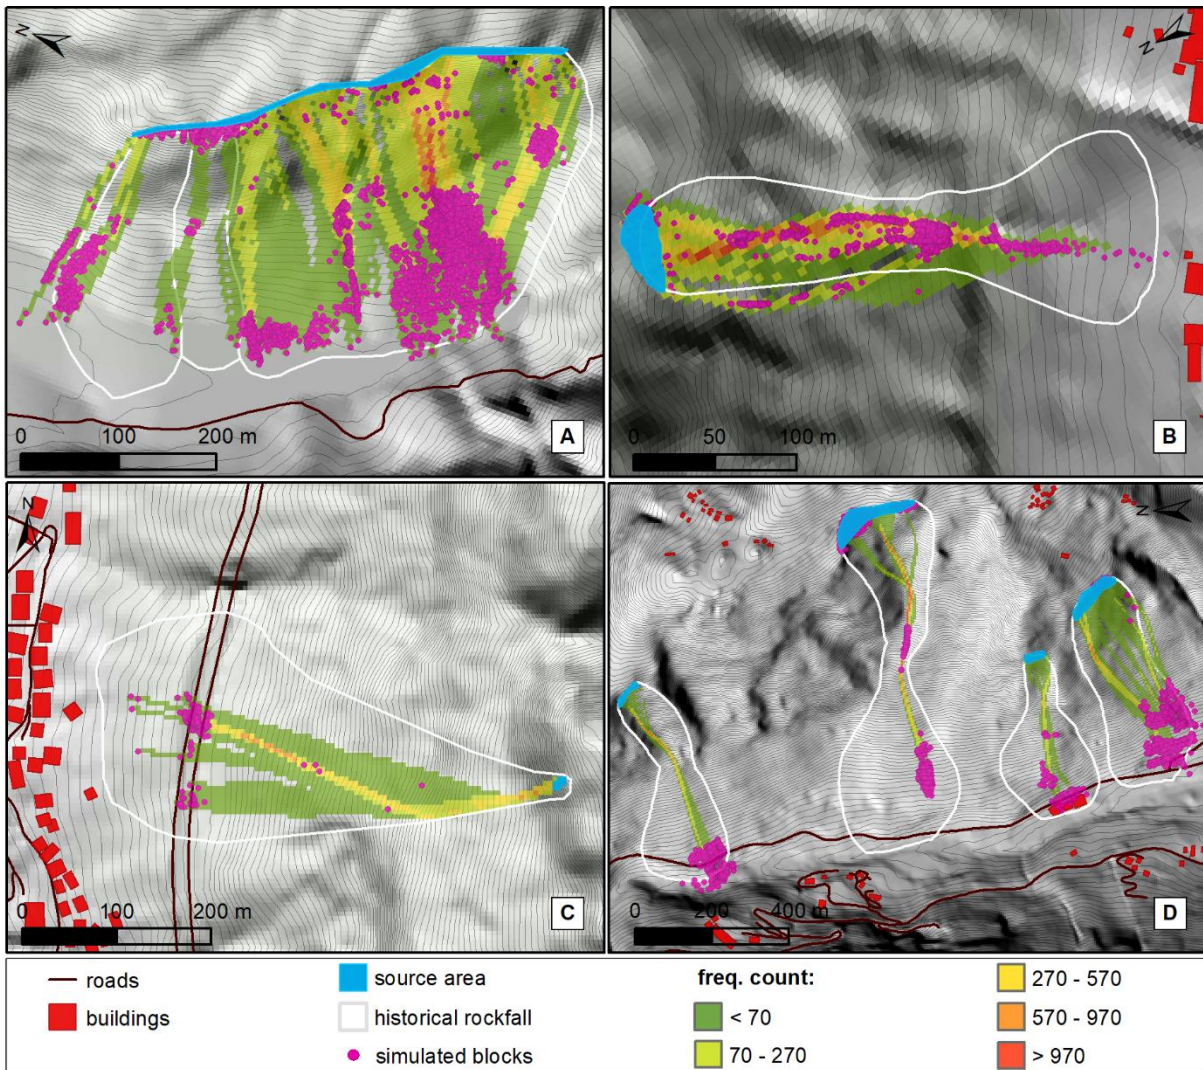 N
N
0 100 200 m
A
0 50 100 m
B
N
N
0 100 200 m
C
0 200 400 m
D
roads
source area
freq. count:
270 - 570
buildings
historical rockfall
< 70
570 - 970
simulated blocks
70 - 270
> 970